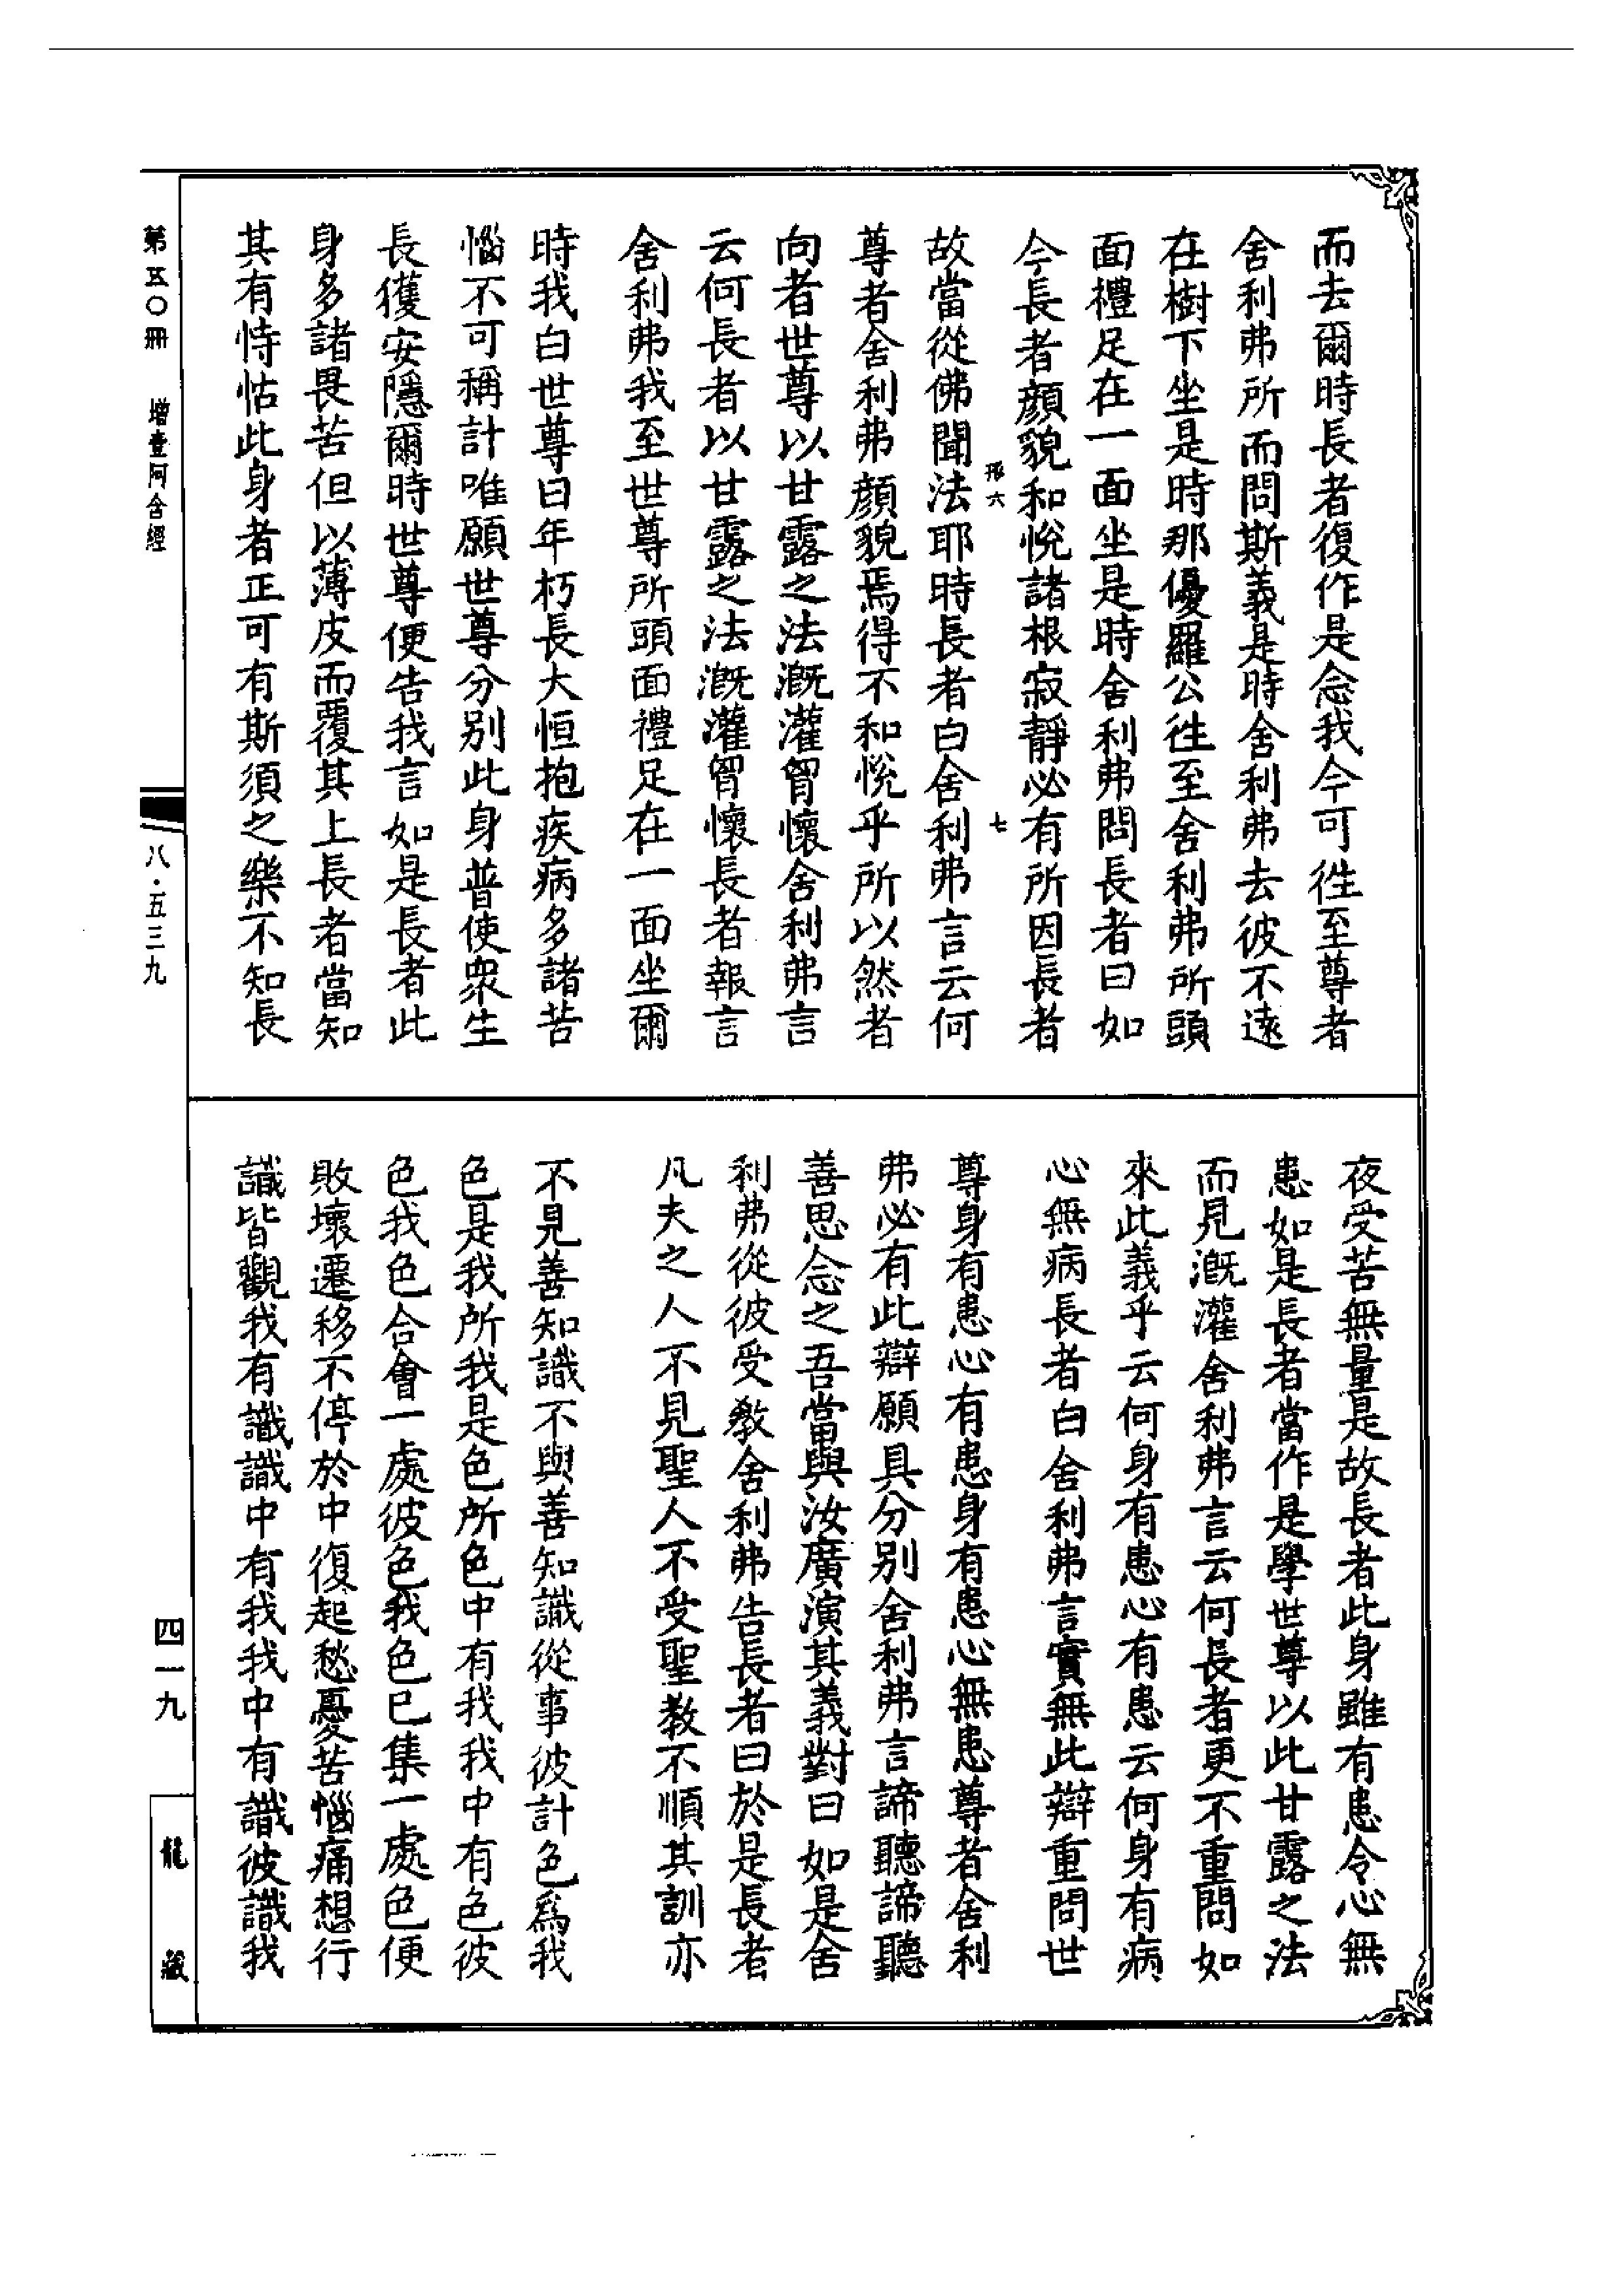 而去爾時長者復作是念我今可徃至尊者
舍利弗所而問斯義是時舍利弗去彼不遠
在樹下坐是時那優羅公徃至舍利弗所頭
面禮足在一面坐是時舍利弗問長者曰如
今長者顏貌和悅諸根寂靜必有所因長者
六 七
故當從佛聞法耶時長者白舍利弗言云何
尊者舍利弗顏貌焉得不和悅乎所以然者
向者世尊以甘露之法溉灌胷懷舍利弗言
云何長者以甘露之法溉灌胷懷長者報言
舍利弗我至世尊所頭面禮足在一面坐爾
時我白世尊曰年朽長大恒抱疾病多諸苦
惱不可稱計唯願世尊分別此身普使衆生
長獲安隱爾時世尊便告我言如是長者此
身多諸畏苦但以薄皮而覆其上長者當知
其有恃怙此身者正可有斯須之樂不知長
夜受苦無量是故長者此身雖有患令心無
患如是長者當作是學世尊以此甘露之法
而見溉灌舍利弗言云何長者更不重問如
來此義乎云何身有患心有患云何身有病
心無病長者白舍利弗言實無此辯重問世
尊身有患心有患身有患心無患尊者舍利
弗必有此辯願具分別舍利弗言諦聽諦聽
善思念之吾當與汝廣演其義對曰如是舍
利弗從彼受教舍利弗告長者曰於是長者
凡夫之人不見聖人不受聖教不順其訓亦
不見善知識不與善知識從事彼計色爲我
色是我所我是色所色中有我我中有色彼
色我色合會一處彼色我色已集一處色便
敗壞遷移不停於中復起愁憂苦惱痛想行
識皆觀我有識識中有我我中有識彼識我
第五〇冊 增壹阿含經
八·五三九
四一九
龍藏